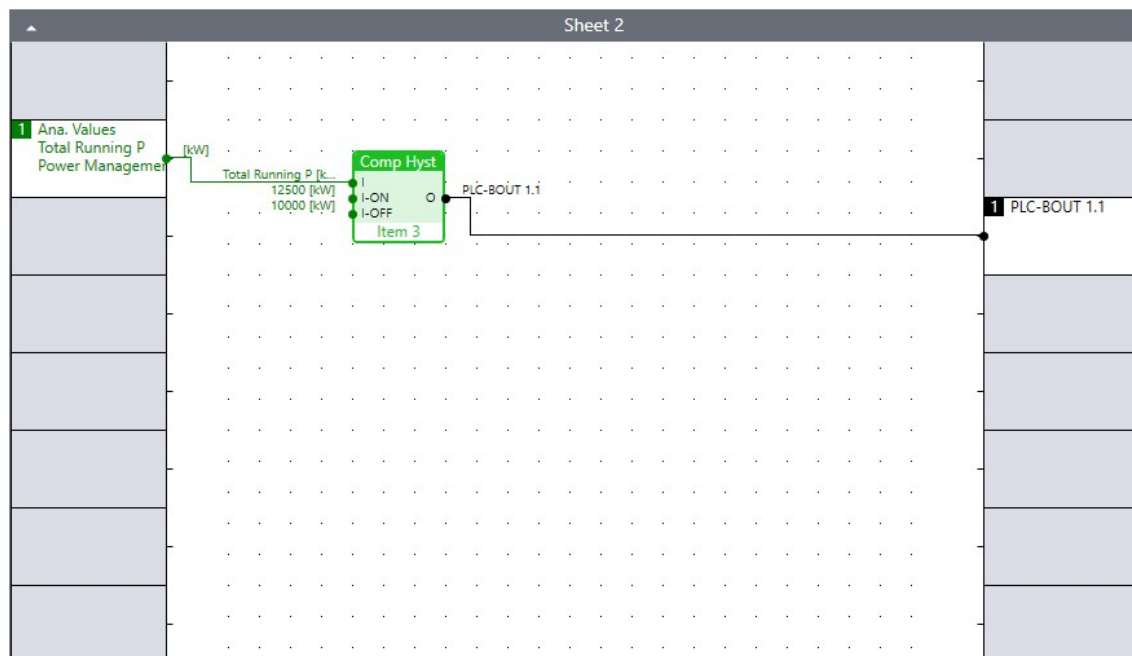 Sheet 2
1 Ana. Values
Total Running P
Power Managemer
[kW]
Total Running P [k...
12500 [kW]
10000 [kW]
Comp Hyst
I
I-ON O
I-OFF
Item 3
PLC-BOUT 1.1
1 PLC-BOUT 1.1